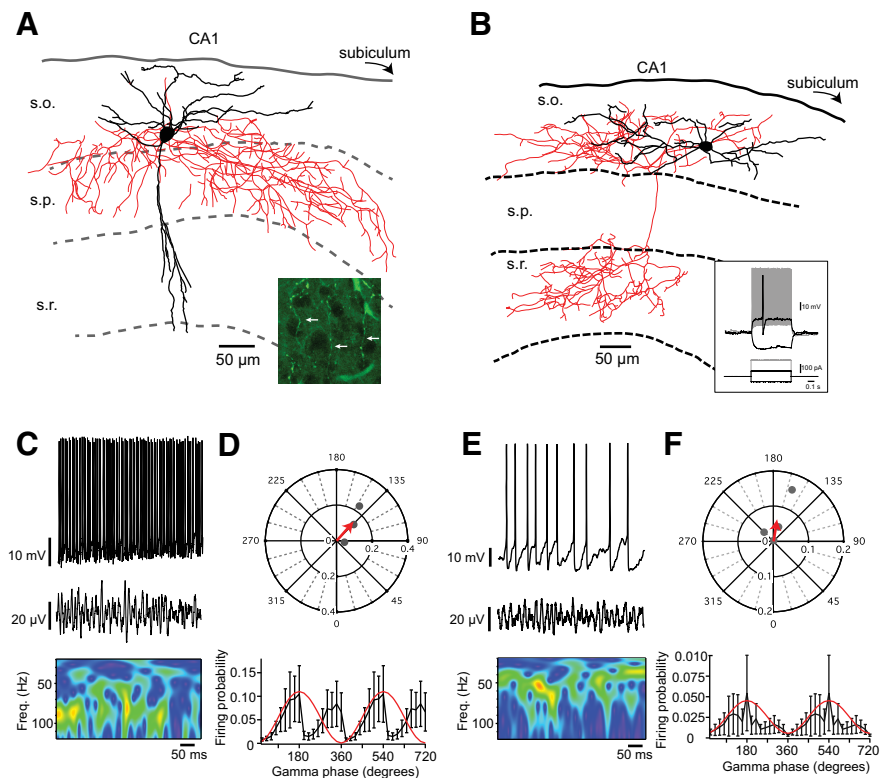 A
CA1
subiculum
s.o.
s.p.
s.r.
50 µm
B
CA1
subiculum
s.o.
s.p.
s.r.
50 µm
10 mV
100 pA
0.1 s
C
10 mV
20 µV
Freq. (Hz)
50
100
50 ms
D
180
225
135
270
0
0.2
0.4
90
0.2
315
45
0.4
0
Firing probability
0.15
0.10
0.05
0
180
360
540
720
Gamma phase (degrees)
E
10 mV
20 µV
Freq. (Hz)
50
100
50 ms
F
180
225
135
270
0
0.1
0.2
90
0.1
315
45
0.2
0
Firing probability
0.010
0.0075
0.005
0.0025
0
180
360
540
720
Gamma phase (degrees)